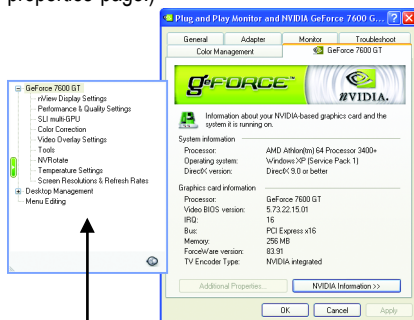 properties page.)
Plug and Play Monitor and NVIDIA GeForce 7600 G... ?
General Adapter Monitor Troubleshoot
Color Management GeForce 7600 GT
GeFORCE™ NVIDIA.
Information about your NVIDIA-based graphics card and the
system it is running on.
System information
Processor: AMD Athlon(tm) 64 Processor 3400+
Operating system: Windows XP (Service Pack 1)
DirectX version: DirectX 9.0 or better
Graphics card information
Processor: GeForce 7600 GT
Video BIOS version: 5.73.22.15.01
IRQ: 16
Bus: PCI Express x16
Memory: 256 MB
ForceWare version: 83.91
TV Encoder Type: NVIDIA integrated
Additional Properties... NVIDIA Information >>
OK Cancel Apply
GeForce 7600 GT
nView Display Settings
Performance & Quality Settings
SLI multi-GPU
Color Correction
Video Overlay Settings
Tools
NVRotate
Temperature Settings
Screen Resolutions & Refresh Rates
Desktop Management
Menu Editing